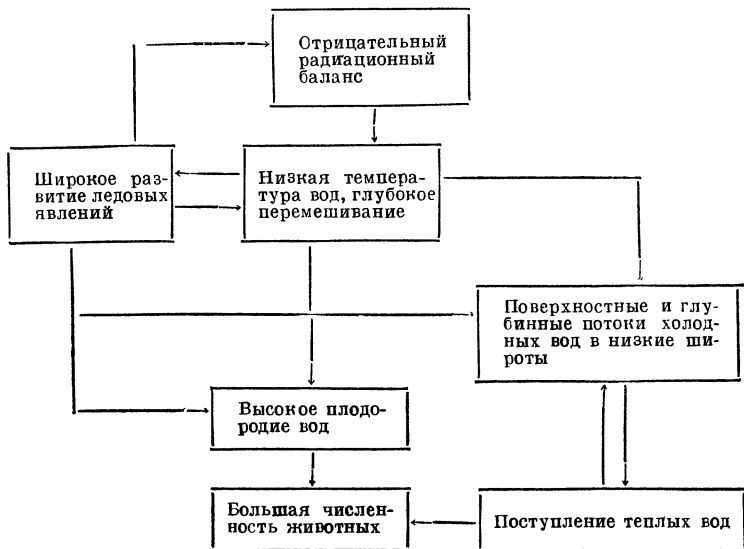 Отрицательный
радиационный
баланс
Широкое раз-
витие ледовых
явлений
Низкая темпера-
тура вод, глубокое
перемешивание
Поверхностные и глу-
бинные потоки холод-
ных вод в низкие ши-
роты
Высокое плодо-
родие вод
Большая числен-
ность животных
Поступление теплых вод